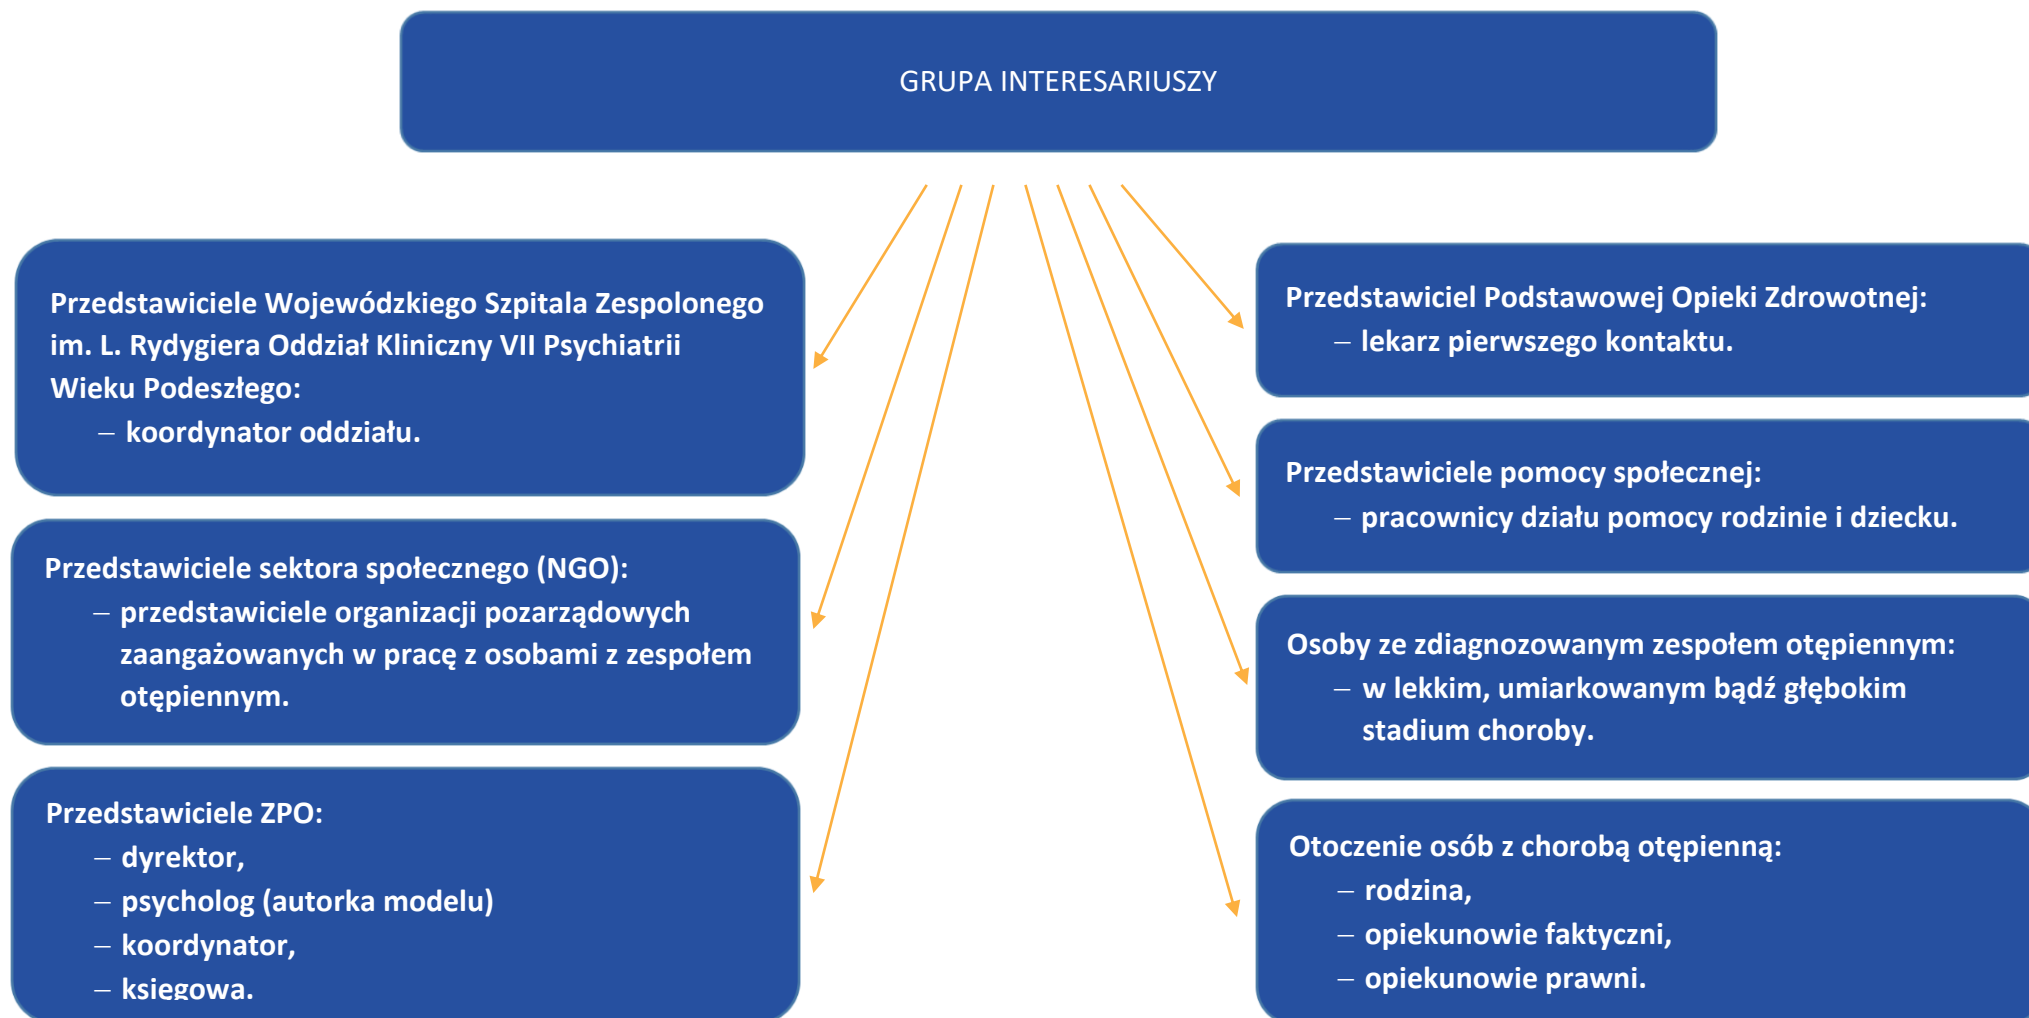 GRUPA INTERESARIUSZY
Przedstawiciele Wojewódzkiego Szpitala Zespolonego
im. L. Rydygiera Oddział Kliniczny VII Psychiatrii
Wieku Podeszłego:
– koordynator oddziału.
Przedstawiciele sektora społecznego (NGO):
– przedstawiciele organizacji pozarządowych
zaangażowanych w pracę z osobami z zespołem
otępiennym.
Przedstawiciele ZPO:
– dyrektor,
– psycholog (autorka modelu)
– koordynator,
– księgowa.
Przedstawiciel Podstawowej Opieki Zdrowotnej:
– lekarz pierwszego kontaktu.
Przedstawiciele pomocy społecznej:
– pracownicy działu pomocy rodzinie i dziecku.
Osoby ze zdiagnozowanym zespołem otępiennym:
– w lekkim, umiarkowanym bądź głębokim
stadium choroby.
Otoczenie osób z chorobą otępienną:
– rodzina,
– opiekunowie faktyczni,
– opiekunowie prawni.